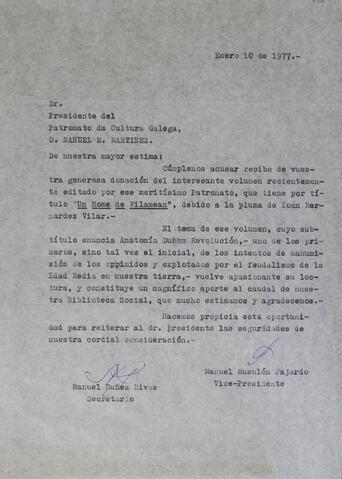 Enero 10 de 1977.-
Sr.
Presidente del
Patronato da Cultura Galega,
D. MANUEL M. MARTINEZ.
De nuestra mayor estima:
Cúmplenos acusar recibo de vues-
tra generosa donación del interesante volumen recientemen-
te editado por ese meritísimo Patronato, que tiene por tí-
tulo "Un Home de Vilamean", debido a la pluma de Xoan Ber-
nardez Vilar.-
El tema de ese volumen, cuyo sub-
título enuncia Anatomía Revolución,- uno de los pri-
meros, sino tal vez el inicial, de los intentos de manumi-
sión de los oprimidos y explotados por el feudalismo de la
Edad Media en nuestra tierra,- vuelve apasionante su lec-
tura, y constituye un magnífico aporte al caudal de nues-
tra Biblioteca Social, que mucho estimamos y agradecemos.-
Hacemos propicia esta oportuni-
dad para reiterar al Sr. Presidente las seguridades de
nuestra cordial consideración.-
Manuel Nuñez Rivas
Secretario
Manuel Fajardo
Vice-Presidente